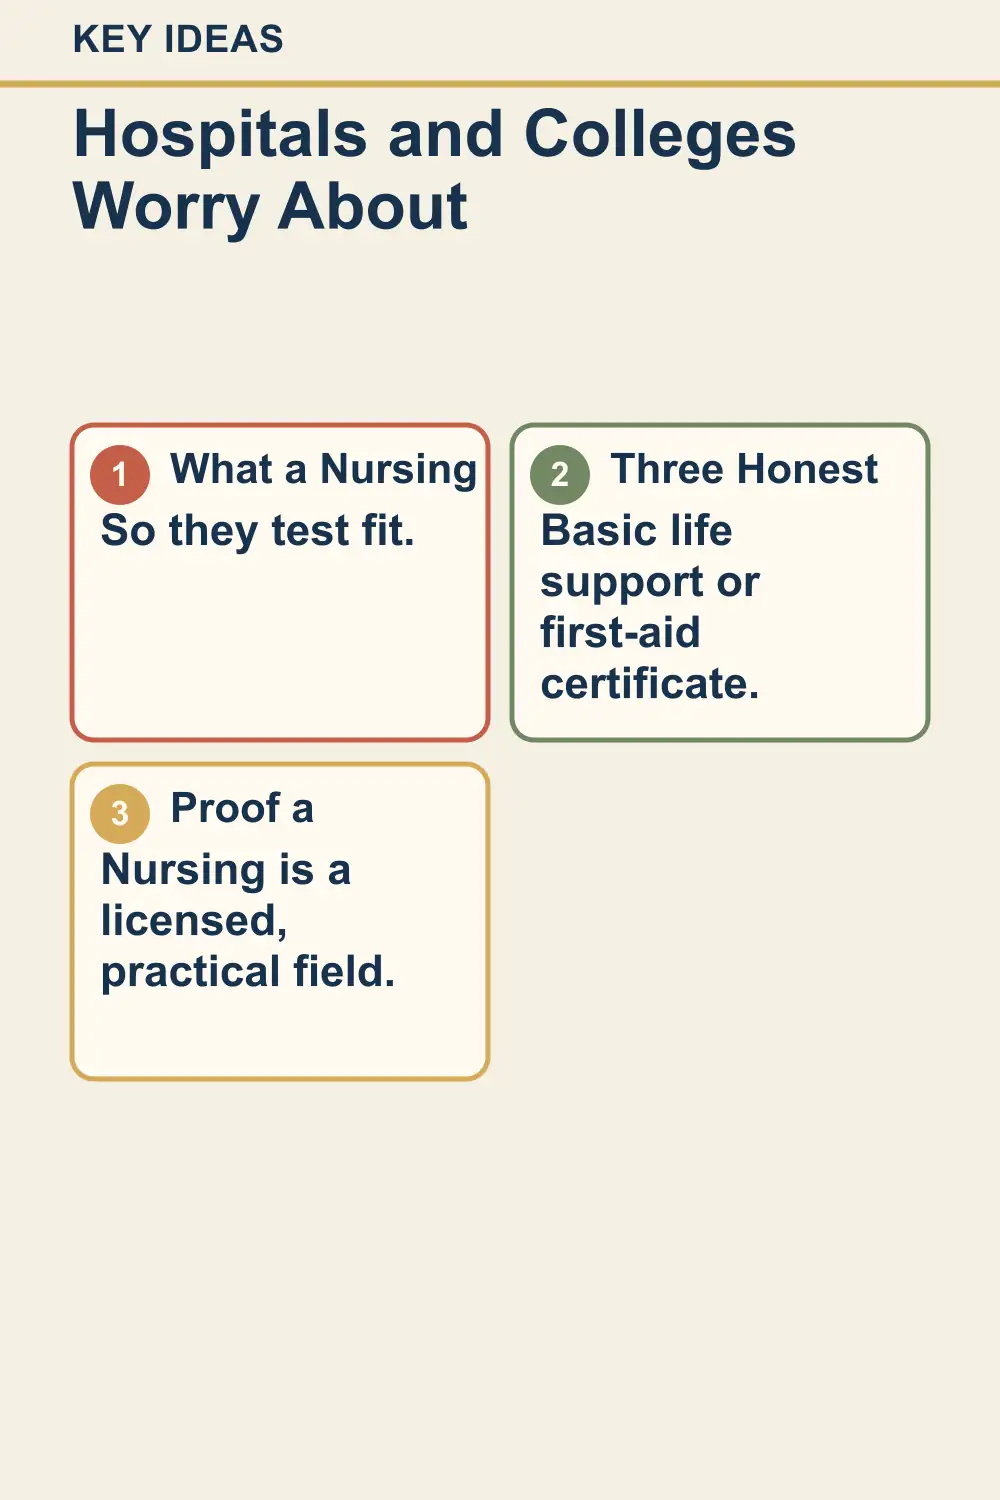 KEY IDEAS
Hospitals and Colleges
Worry About
1 What a Nursing
So they test fit.
2 Three Honest
Basic life
support or
first-aid
certificate.
3 Proof a
Nursing is a
licensed,
practical field.